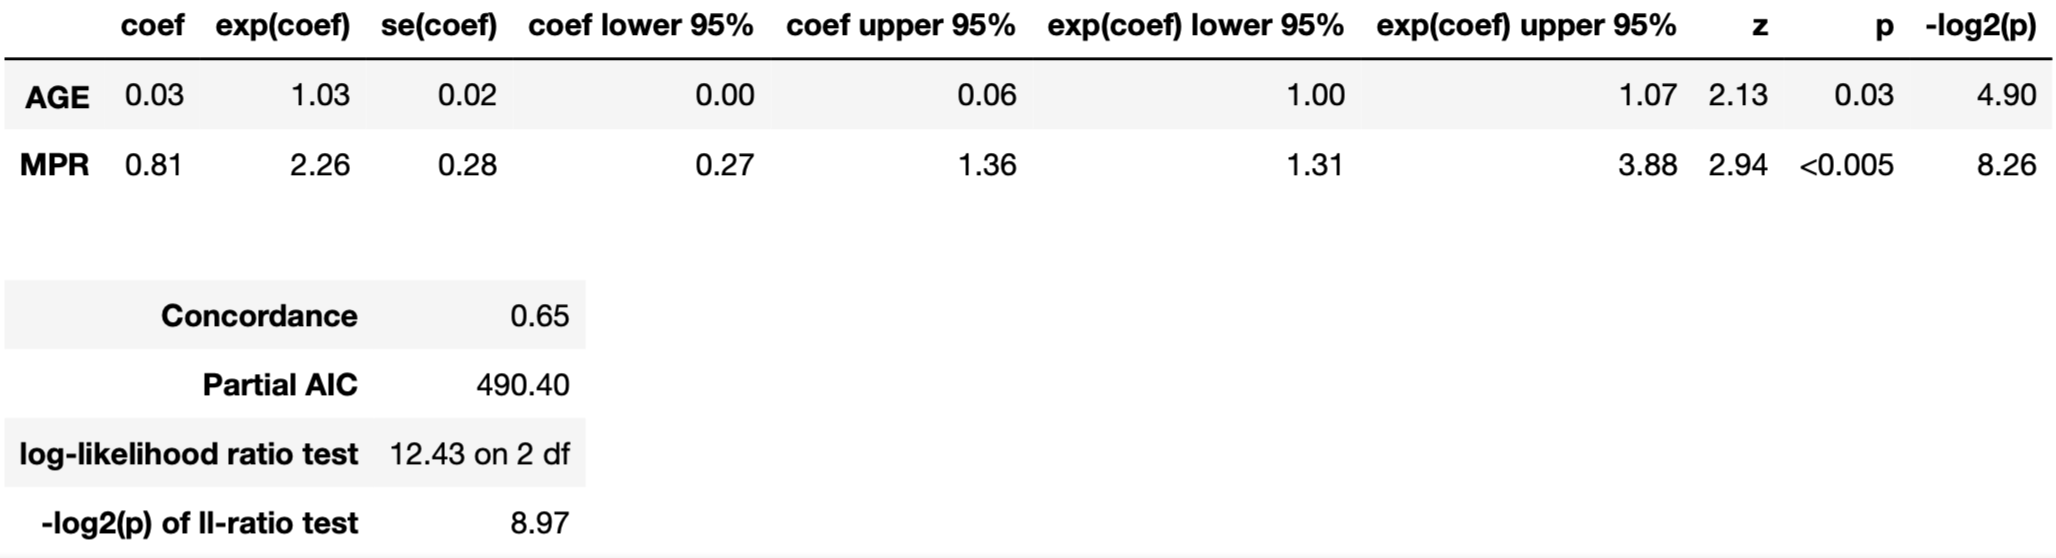 coef exp(coef) se(coef) coef lower 95% coef upper 95% exp(coef) lower 95% exp(coef) upper 95% z p -log2(p)
AGE 0.03 1.03 0.02 0.00 0.06 1.00 1.07 2.13 0.03 4.90
MPR 0.81 2.26 0.28 0.27 1.36 1.31 3.88 2.94 <0.005 8.26
Concordance 0.65
Partial AIC 490.40
log-likelihood ratio test 12.43 on 2 df
-log2(p) of ll-ratio test 8.97